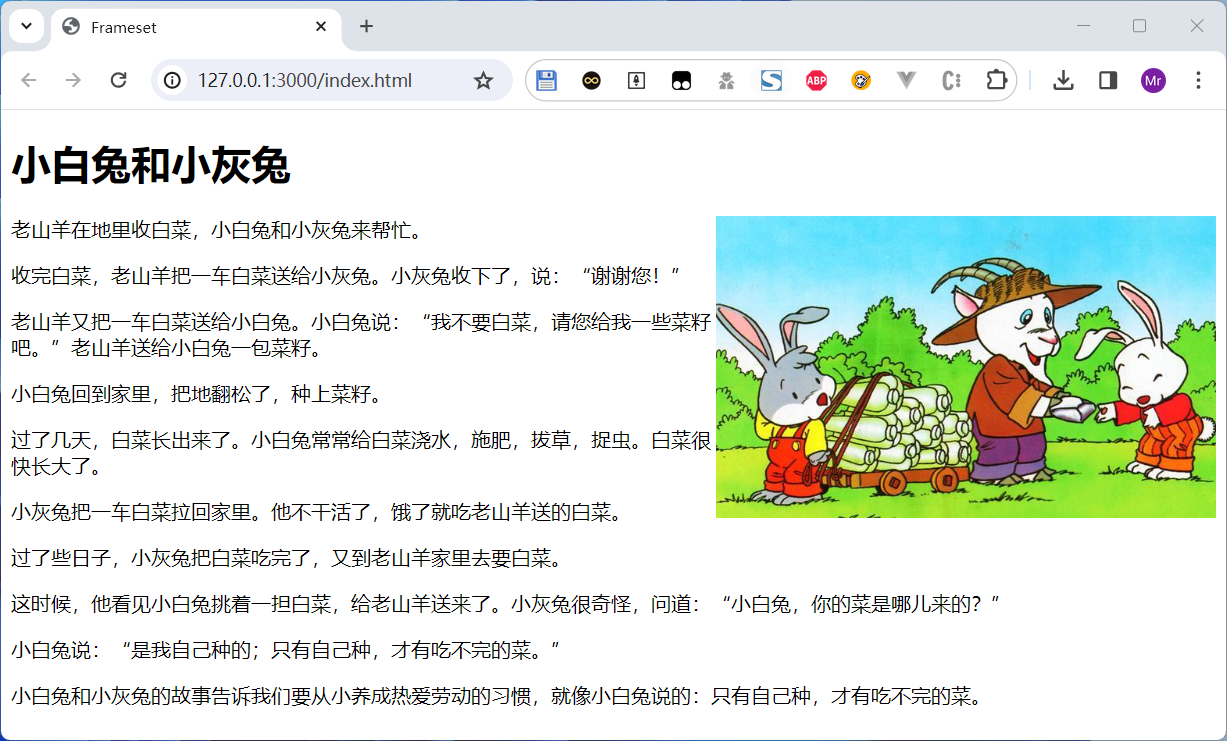 Frameset
127.0.0.1:3000/index.html
ABP
Mr
小白兔和小灰兔
老山羊在地里收白菜，小白兔和小灰兔来帮忙。
收完白菜，老山羊把一车白菜送给小灰兔。小灰兔收下了，说：“谢谢您！”
老山羊又把一车白菜送给小白兔。小白兔说：“我不要白菜，请您给我一些菜籽
吧。”老山羊送给小白兔一包菜籽。
小白兔回到家里，把地翻松了，种上菜籽。
过了几天，白菜长出来了。小白兔常常给白菜浇水，施肥，拔草，捉虫。白菜很
快长大了。
小灰兔把一车白菜拉回家里。他不干活了，饿了就吃老山羊送的白菜。
过了些日子，小灰兔把白菜吃完了，又到老山羊家里去要白菜。
这时候，他看见小白兔挑着一担白菜，给老山羊送来了。小灰兔很奇怪，问道：“小白兔，你的菜是哪儿来的？”
小白兔说：“是我自己种的；只有自己种，才有吃不完的菜。”
小白兔和小灰兔的故事告诉我们要从小养成热爱劳动的习惯，就像小白兔说的：只有自己种，才有吃不完的菜。